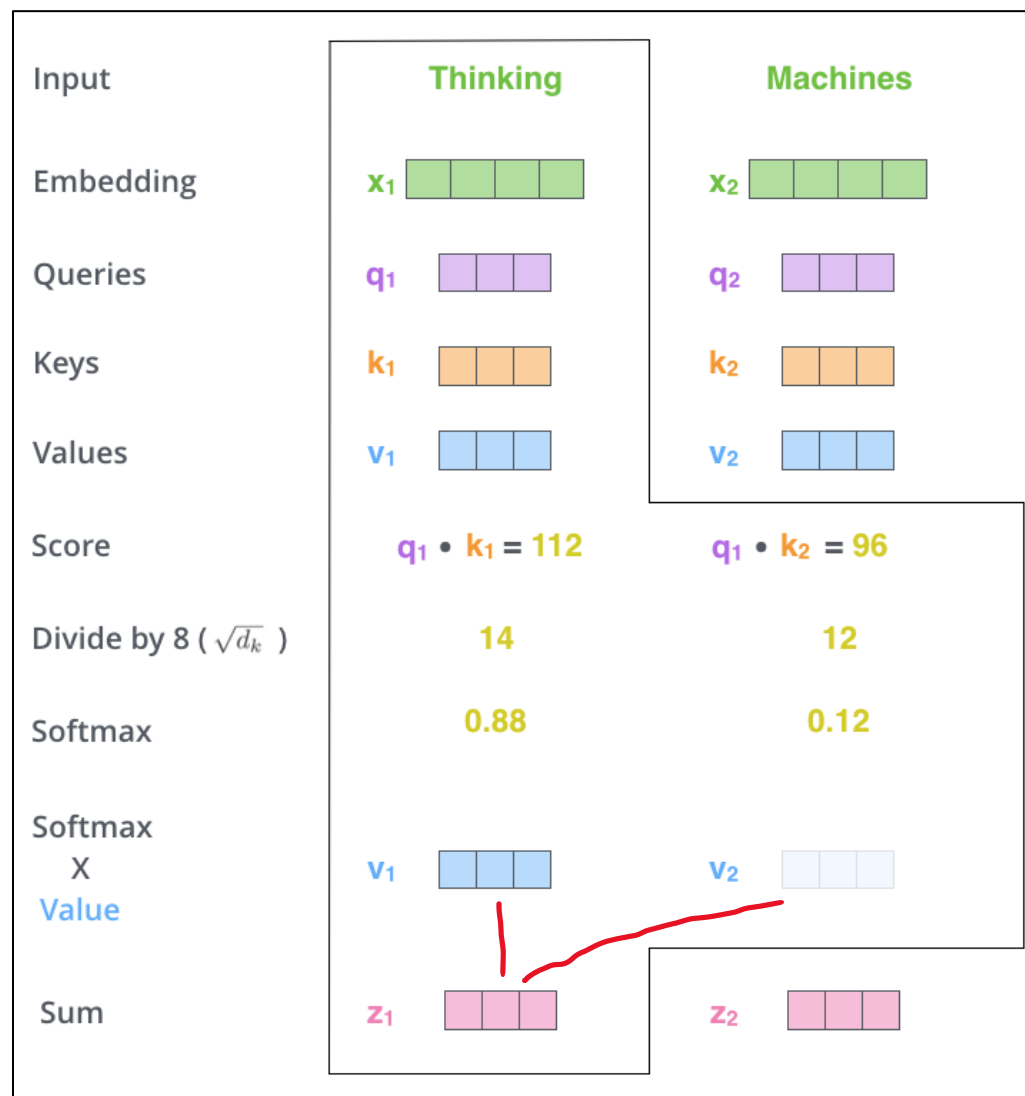 Input Thinking Machines
Embedding x₁ x₂
Queries q₁ q₂
Keys k₁ k₂
Values v₁ v₂
Score q₁ • k₁ = 112 q₁ • k₂ = 96
Divide by 8 ( √dₖ ) 14 12
Softmax 0.88 0.12
Softmax
X v₁ v₂
Value
Sum z₁ z₂